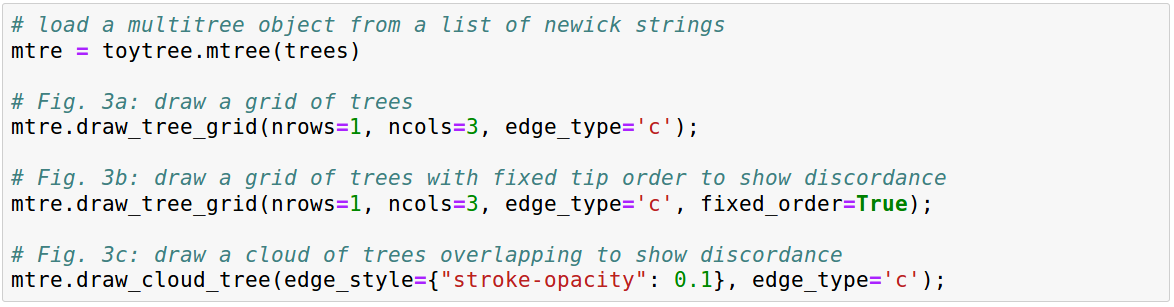 # load a multitree object from a list of newick strings
mtre = toytree.mtree(trees)
# Fig. 3a: draw a grid of trees
mtre.draw_tree_grid(nrows=1, ncols=3, edge_type='c');
# Fig. 3b: draw a grid of trees with fixed tip order to show discordance
mtre.draw_tree_grid(nrows=1, ncols=3, edge_type='c', fixed_order=True);
# Fig. 3c: draw a cloud of trees overlapping to show discordance
mtre.draw_cloud_tree(edge_style={"stroke-opacity": 0.1}, edge_type='c');